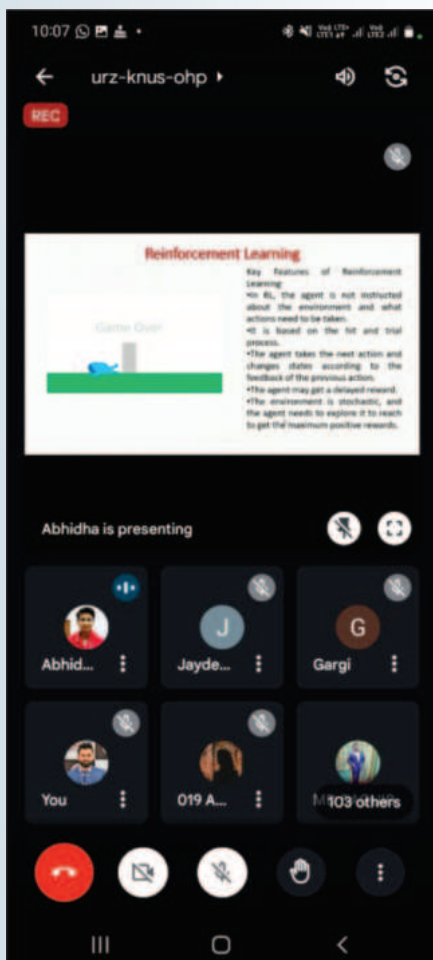 10:07
urz-knus-ohp
REC
Reinforcement Learning
Key Features of Reinforcement
Learning
•In RL, the agent is not instructed
about the environment and what
actions need to be taken.
•It is based on the hit and trial
process.
•The agent takes the next action and
changes states according to the
feedback of the previous action.
•The agent may get a delayed reward.
•The environment is stochastic, and
the agent needs to explore it to reach
to get the maximum positive rewards.
Game Over
Abhidha is presenting
Abhid...
J
Jayde...
G
Gargi
You
019 A...
103 others